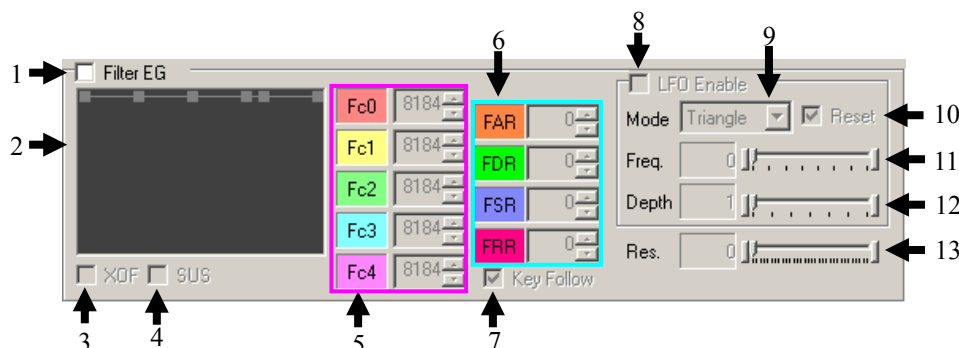 8
9
6
1
Filter EG
LFO Enable
Fc0 8184
FAR 0
Mode Triangle Reset
10
2
Fc1 8184
FDR 0
Freq. 0
11
Fc2 8184
FSR 0
Depth 1
12
Fc3 8184
FRR 0
Res. 0
13
XOF SUS
Fc4 8184
Key Follow
3
4
5
7